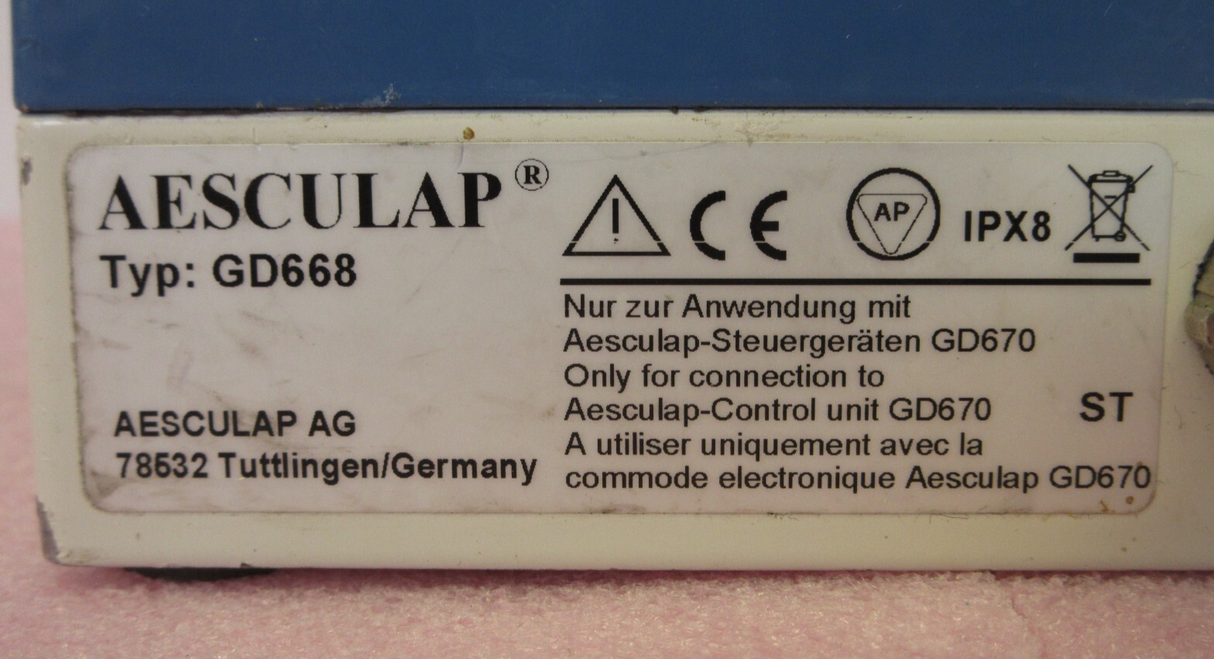 AESCULAP®
Typ: GD668
AESCULAP AG
78532 Tuttlingen/Germany
CE AP IPX8
Nur zur Anwendung mit
Aesculap-Steuergeräten GD670
Only for connection to
Aesculap-Control unit GD670
ST
A utiliser uniquement avec la
commode electronique Aesculap GD670